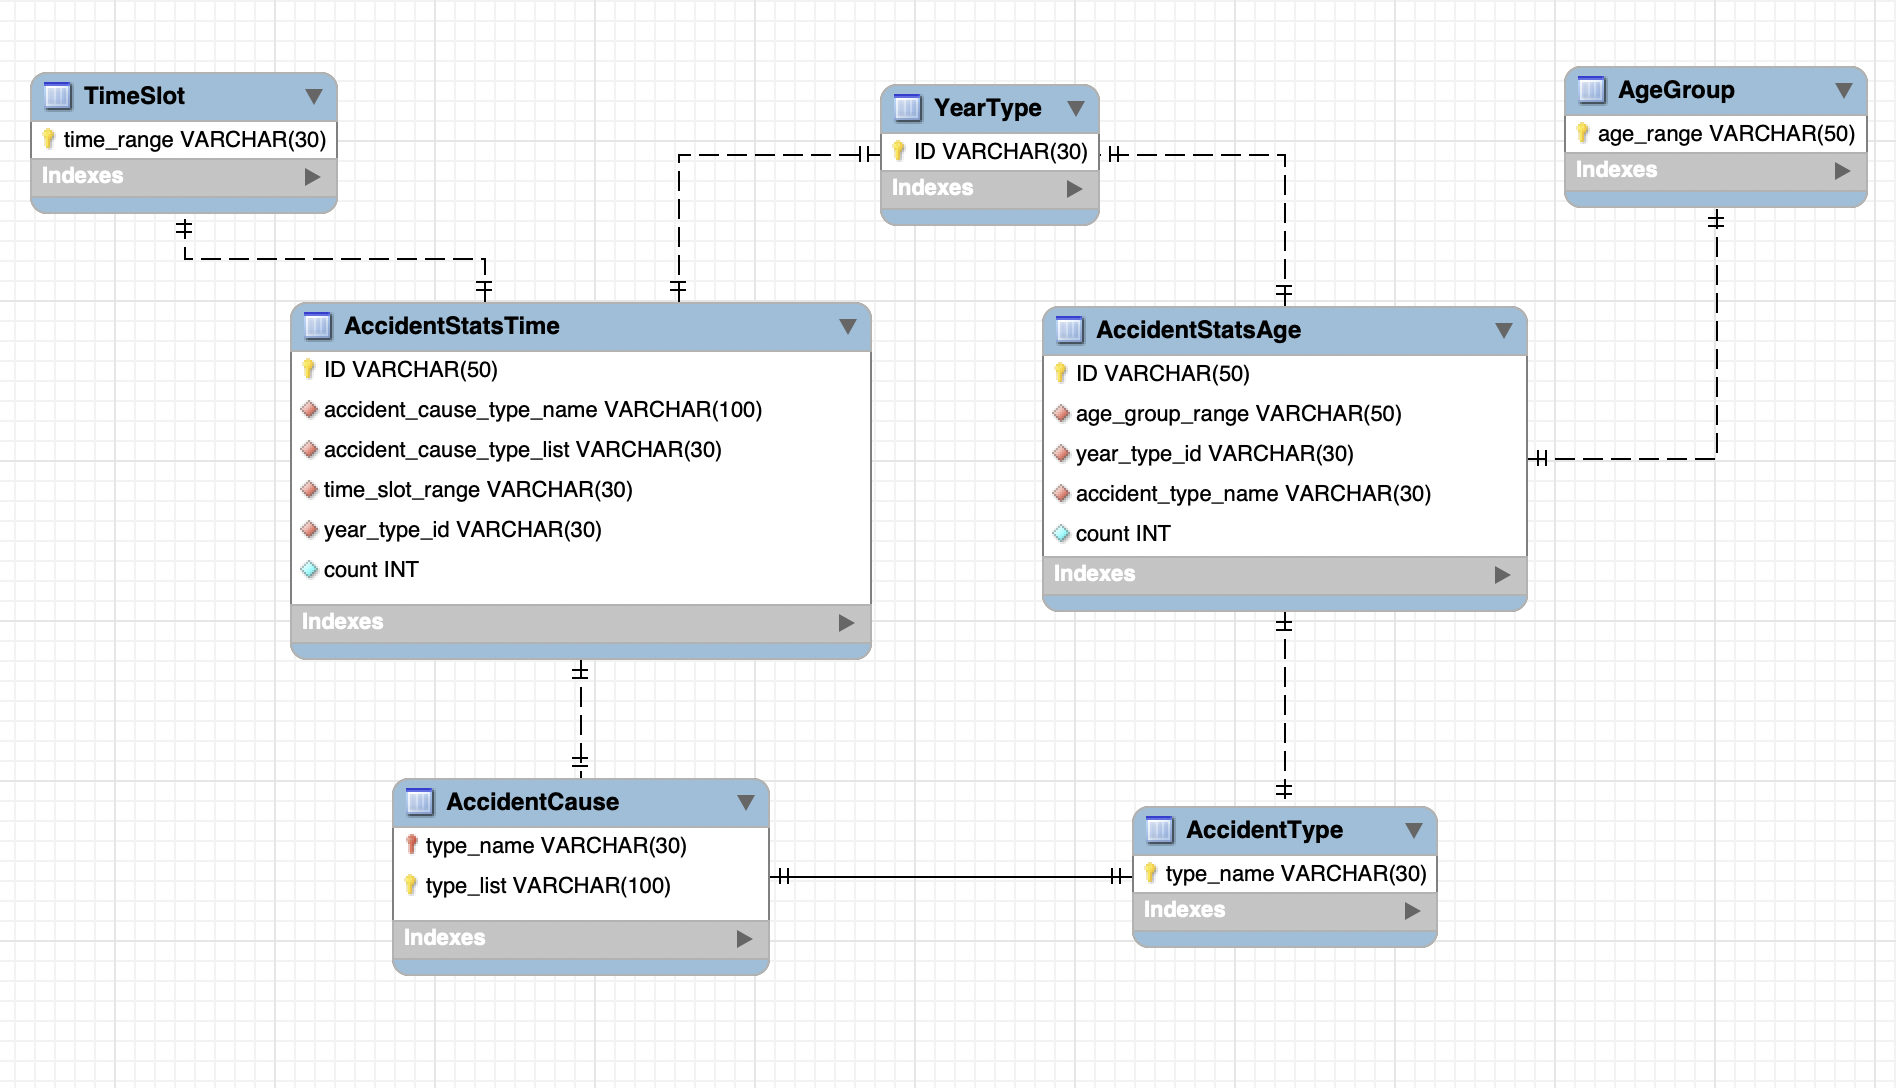 TimeSlot
time_range VARCHAR(30)
Indexes
YearType
ID VARCHAR(30)
Indexes
AgeGroup
age_range VARCHAR(50)
Indexes
AccidentStatsTime
ID VARCHAR(50)
accident_cause_type_name VARCHAR(100)
accident_cause_type_list VARCHAR(30)
time_slot_range VARCHAR(30)
year_type_id VARCHAR(30)
count INT
Indexes
AccidentStatsAge
ID VARCHAR(50)
age_group_range VARCHAR(50)
year_type_id VARCHAR(30)
accident_type_name VARCHAR(30)
count INT
Indexes
AccidentCause
type_name VARCHAR(30)
type_list VARCHAR(100)
Indexes
AccidentType
type_name VARCHAR(30)
Indexes